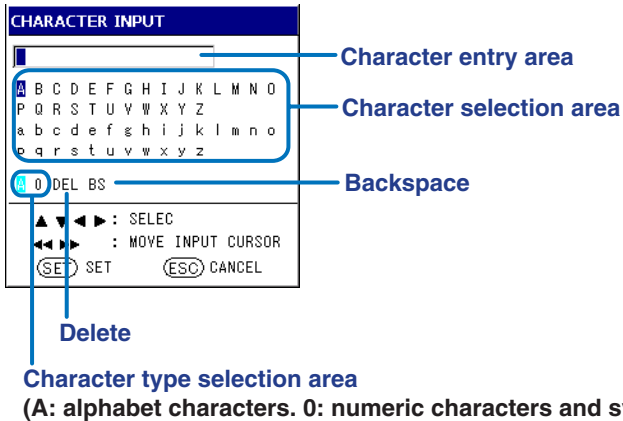 CHARACTER INPUT
Character entry area
A B C D E F G H I J K L M N O
P Q R S T U V W X Y Z
Character selection area
a b c d e f g h i j k l m n o
p q r s t u v w x y z
A 0 DEL BS
Backspace
▲ ▼ ◀ ▶ : SELEC
◀◀ ▶▶ : MOVE INPUT CURSOR
SET SET ESC CANCEL
Delete
Character type selection area
(A: alphabet characters. 0: numeric characters and